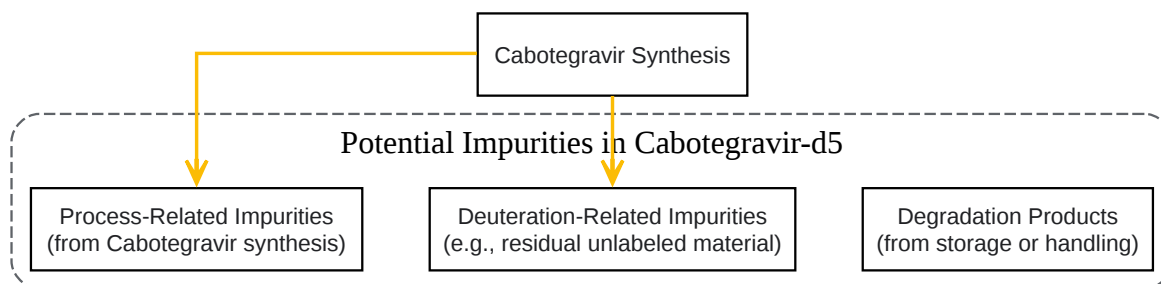 Cabotegravir Synthesis
Potential Impurities in Cabotegravir-d5
Process-Related Impurities
(from Cabotegravir synthesis)
Deuteration-Related Impurities
(e.g., residual unlabeled material)
Degradation Products
(from storage or handling)